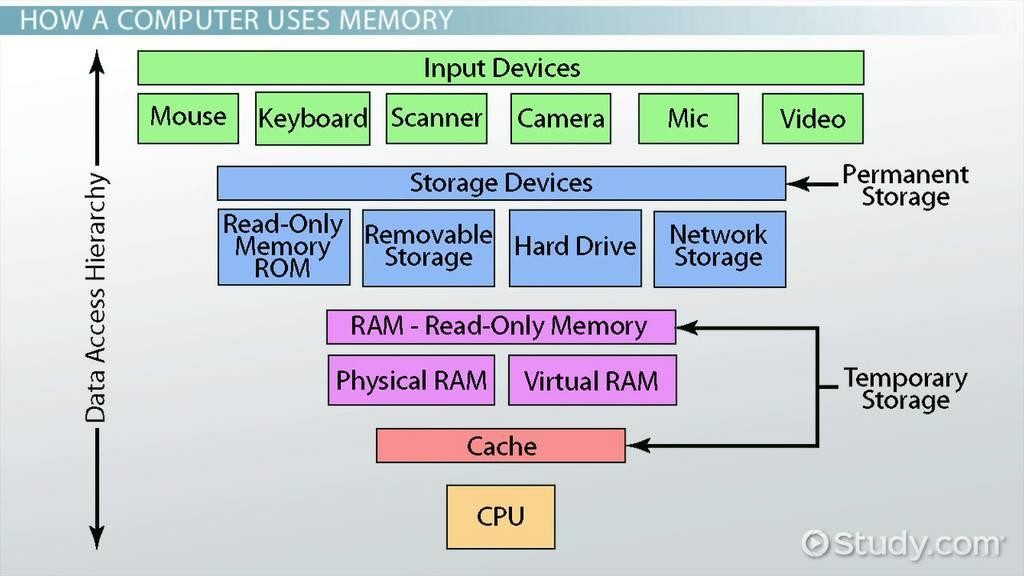 HOW A COMPUTER USES MEMORY
Data Access Hierarchy
Input Devices
Mouse
Keyboard
Scanner
Camera
Mic
Video
Storage Devices
Permanent
Storage
Read-Only
Memory
ROM
Removable
Storage
Hard Drive
Network
Storage
RAM - Read-Only Memory
Physical RAM
Virtual RAM
Temporary
Storage
Cache
CPU
Study.com